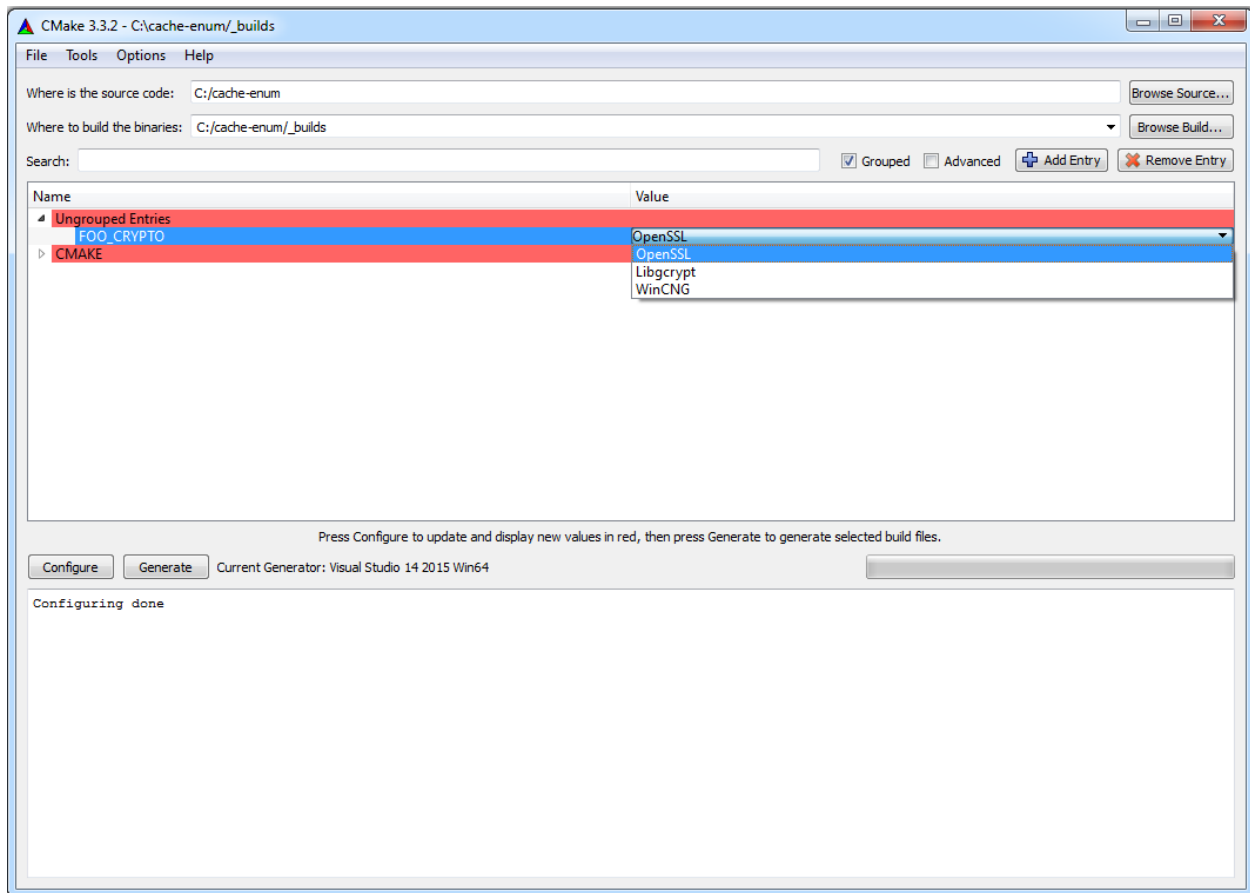 CMake 3.3.2 - C:\cache-enum/_builds
File Tools Options Help
Where is the source code: C:/cache-enum Browse Source...
Where to build the binaries: C:/cache-enum/_builds Browse Build...
Search: Grouped Advanced Add Entry Remove Entry
Name Value
Ungrouped Entries
FOO_CRYPTO OpenSSL
CMAKE OpenSSL
Libgcrypt
WinCNG
Press Configure to update and display new values in red, then press Generate to generate selected build files.
Configure Generate Current Generator: Visual Studio 14 2015 Win64
Configuring done